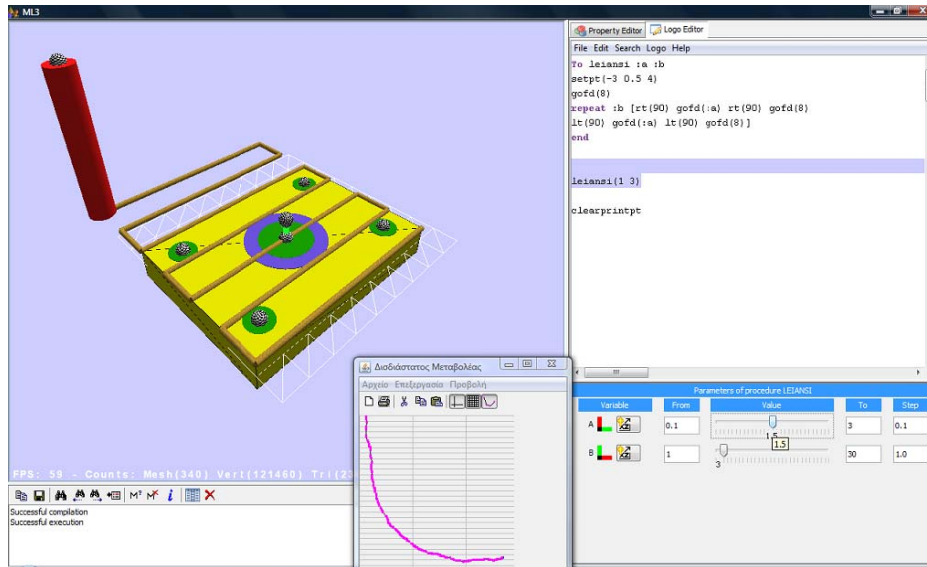 ML3
Property Editor Logo Editor
File Edit Search Logo Help
To leiansi :a :b
setpt(-3 0.5 4)
gofd(8)
repeat :b [rt(90) gofd(:a) rt(90) gofd(8)
lt(90) gofd(:a) lt(90) gofd(8)]
end
leiansi(1 3)
clearprintpt
FPS: 59 - Counts: Mesh(340) Vert(121460)
Successful compilation
Successful execution
Δισδιάστατος Μεταβολέας
Αρχείο Επεξεργασία Προβολή
Parameters of procedure LEIANSI
Variable From Value To Step
A 0.1 1.5 3 0.1
1.5
B 1 3 30 1.0